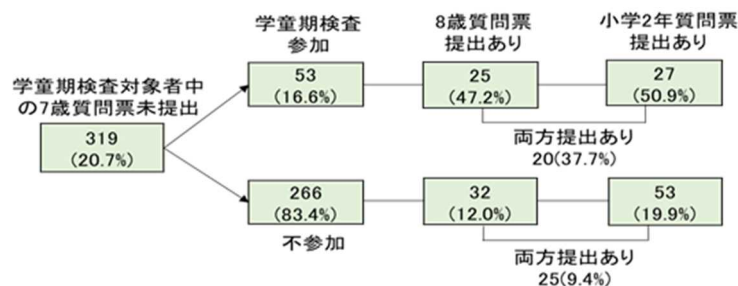 学童期検査対象者中
の7歳質問票未提出
319
(20.7%)
学童期検査
参加
53
(16.6%)
8歳質問票
提出あり
25
(47.2%)
小学2年質問票
提出あり
27
(50.9%)
両方提出あり
20(37.7%)
266
(83.4%)
不参加
32
(12.0%)
53
(19.9%)
両方提出あり
25(9.4%)